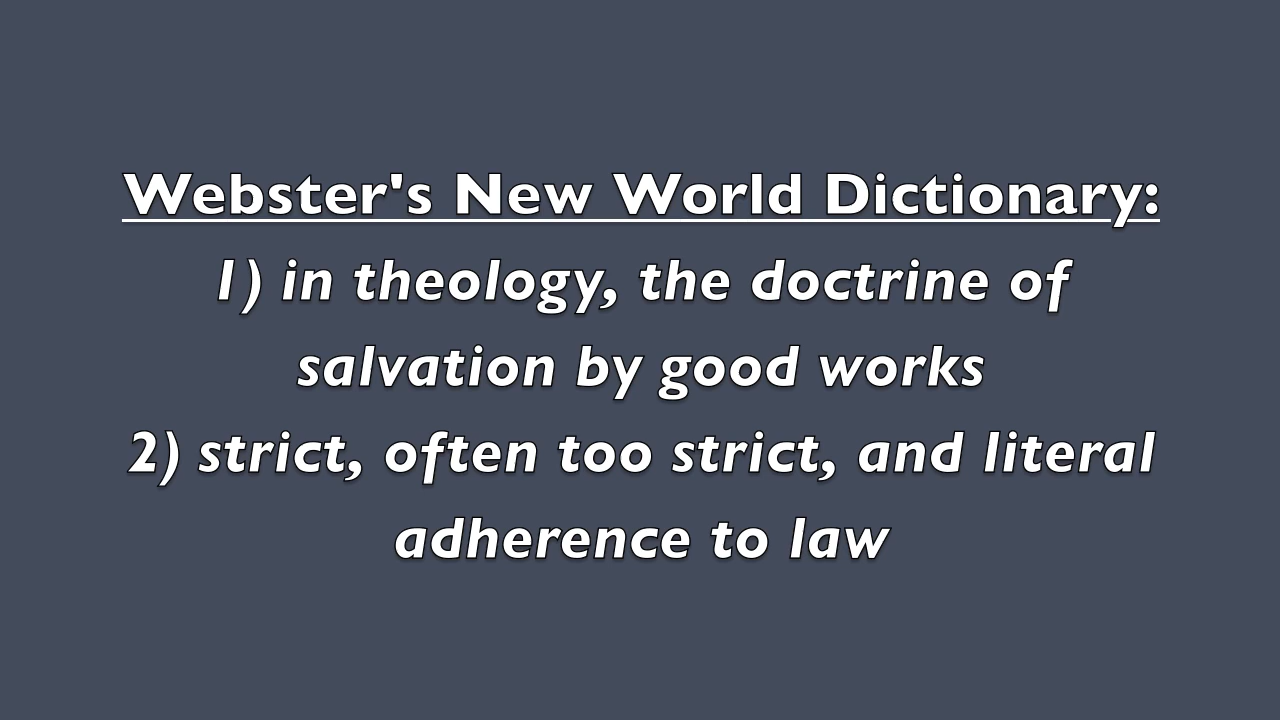 Webster's New World Dictionary:
1) in theology, the doctrine of
salvation by good works
2) strict, often too strict, and literal
adherence to law